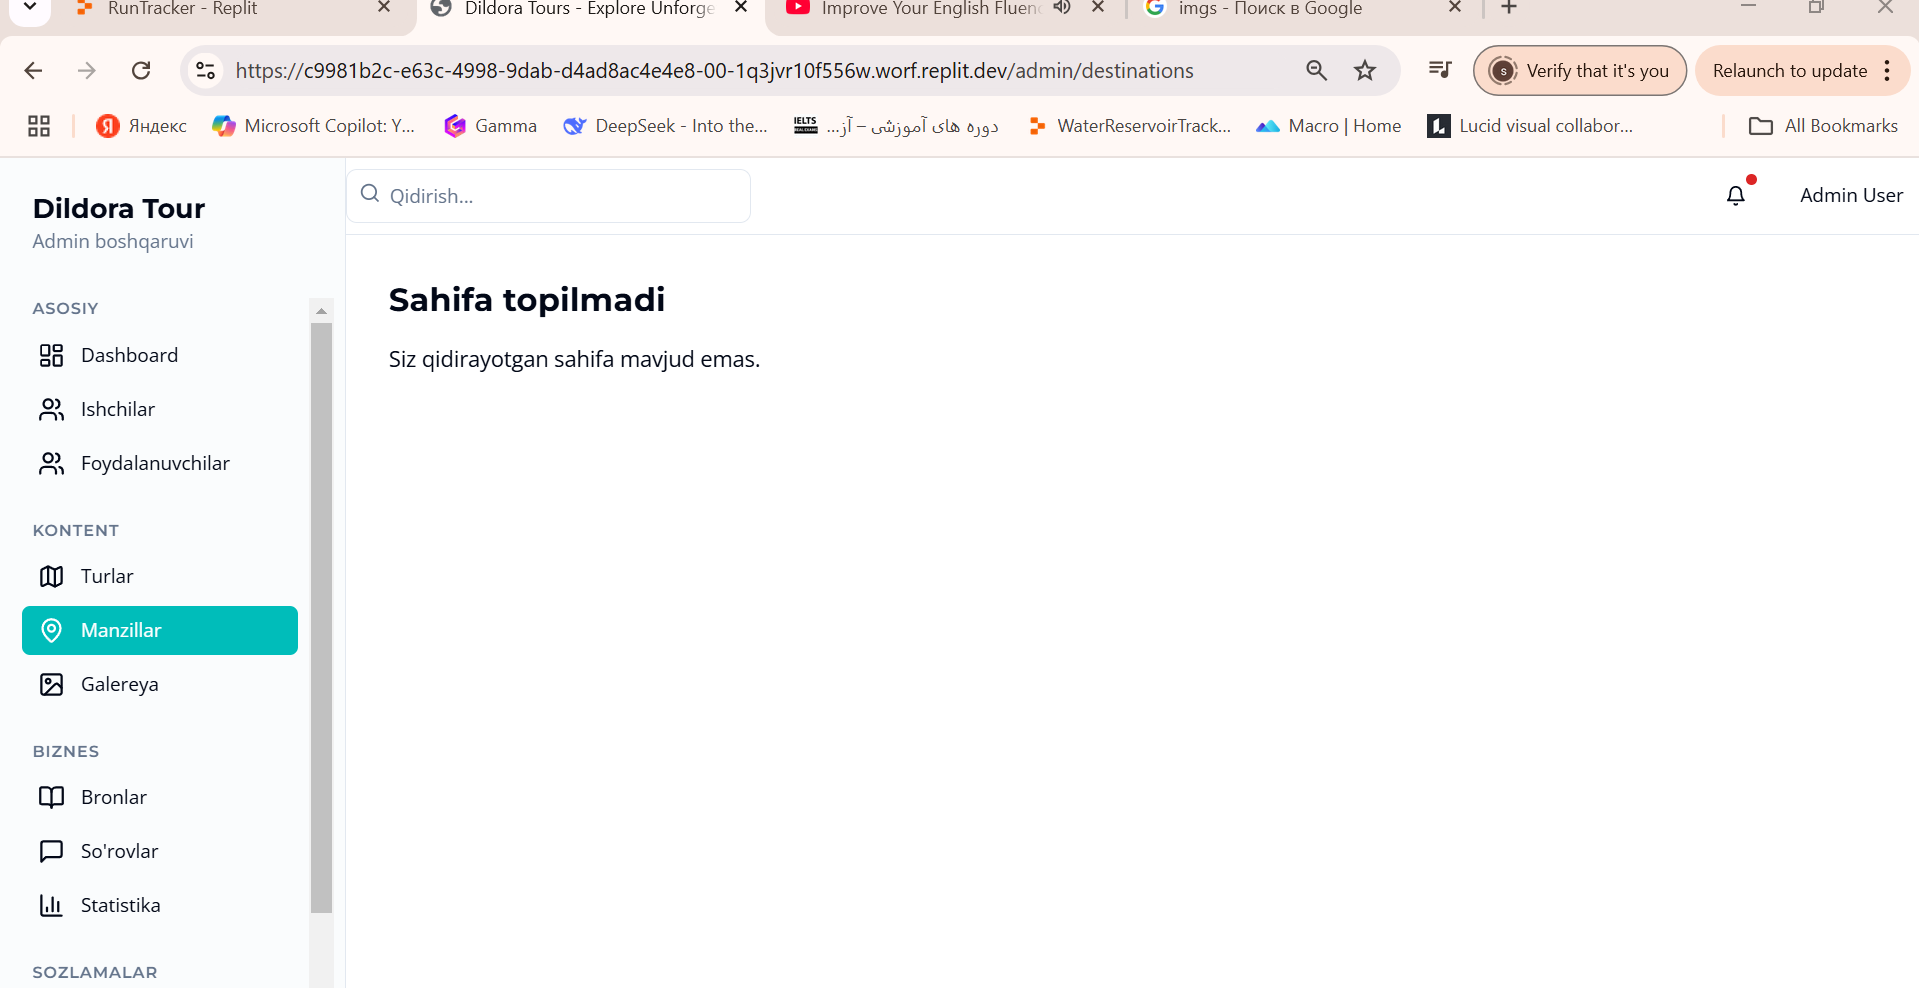 RunTracker - Replit
Dildora Tours - Explore Unforge
Improve Your English Fluenc
imgs - Поиск в Google
https://c9981b2c-e63c-4998-9dab-d4ad8ac4e4e8-00-1q3jvr10f556w.worf.replit.dev/admin/destinations
s
Verify that it's you
Relaunch to update
Я
Яндекс
Microsoft Copilot: Y...
Gamma
DeepSeek - Into the...
IELTS
REAL EXAMS
دوره های آموزشی – آز...
WaterReservoirTrack...
Macro | Home
Lucid visual collabor...
All Bookmarks
Dildora Tour
Admin boshqaruvi
Qidirish...
Admin User
ASOSIY
Dashboard
Ishchilar
Foydalanuvchilar
KONTENT
Turlar
Manzillar
Galereya
BIZNES
Bronlar
So'rovlar
Statistika
SOZLAMALAR
Sahifa topilmadi
Siz qidirayotgan sahifa mavjud emas.